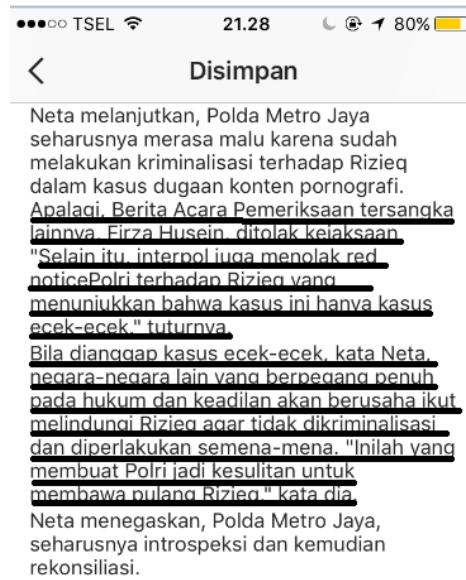 TSEL 21.28 80%
Disimpan
Neta melanjutkan, Polda Metro Jaya
seharusnya merasa malu karena sudah
melakukan kriminalisasi terhadap Rizieq
dalam kasus dugaan konten pornografi.
Apalagi, Berita Acara Pemeriksaan tersangka
lainnya, Firza Husein, ditolak kejaksaan.
"Selain itu, interpol juga menolak red
noticePolri terhadap Rizieq yang
menunjukkan bahwa kasus ini hanya kasus
ecek-ecek," tuturnya.
Bila dianggap kasus ecek-ecek, kata Neta,
negara-negara lain yang berpegang penuh
pada hukum dan keadilan akan berusaha ikut
melindungi Rizieq agar tidak dikriminalisasi
dan diperlakukan semena-mena. "Inilah yang
membuat Polri jadi kesulitan untuk
membawa pulang Rizieq," kata dia.
Neta menegaskan, Polda Metro Jaya,
seharusnya introspeksi dan kemudian
rekonsiliasi.